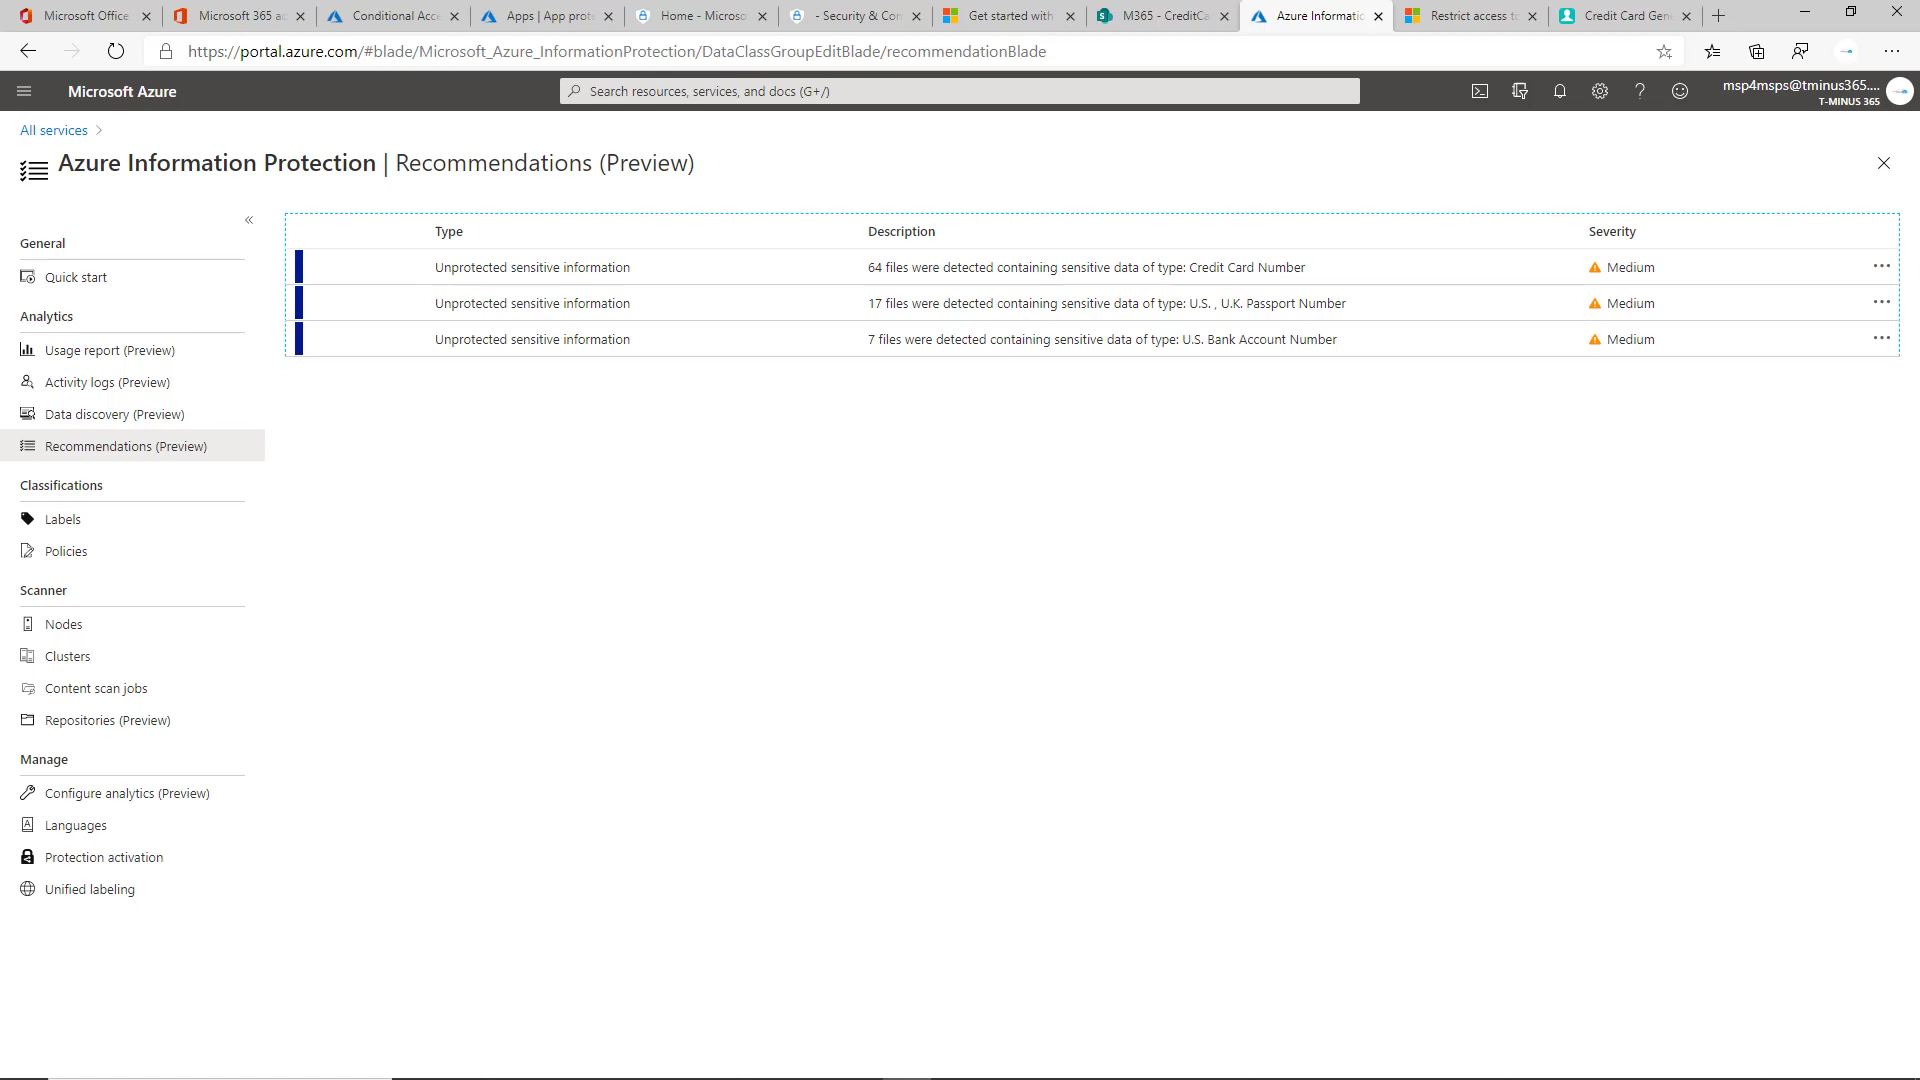 Microsoft Office
Microsoft 365 a
Conditional Acc
Apps | App prot
Home - Microso
- Security & Con
Get started with
M365 - CreditCa
Azure Informatio
Restrict access t
Credit Card Gen
https://portal.azure.com/#blade/Microsoft_Azure_InformationProtection/DataClassGroupEditBlade/recommendationBlade
Microsoft Azure
Search resources, services, and docs (G+/)
msp4msps@tminus365....
T-MINUS 365
All services
Azure Information Protection | Recommendations (Preview)
General
Quick start
Analytics
Usage report (Preview)
Activity logs (Preview)
Data discovery (Preview)
Recommendations (Preview)
Classifications
Labels
Policies
Scanner
Nodes
Clusters
Content scan jobs
Repositories (Preview)
Manage
Configure analytics (Preview)
Languages
Protection activation
Unified labeling
Type Description Severity
Unprotected sensitive information 64 files were detected containing sensitive data of type: Credit Card Number Medium
Unprotected sensitive information 17 files were detected containing sensitive data of type: U.S. , U.K. Passport Number Medium
Unprotected sensitive information 7 files were detected containing sensitive data of type: U.S. Bank Account Number Medium